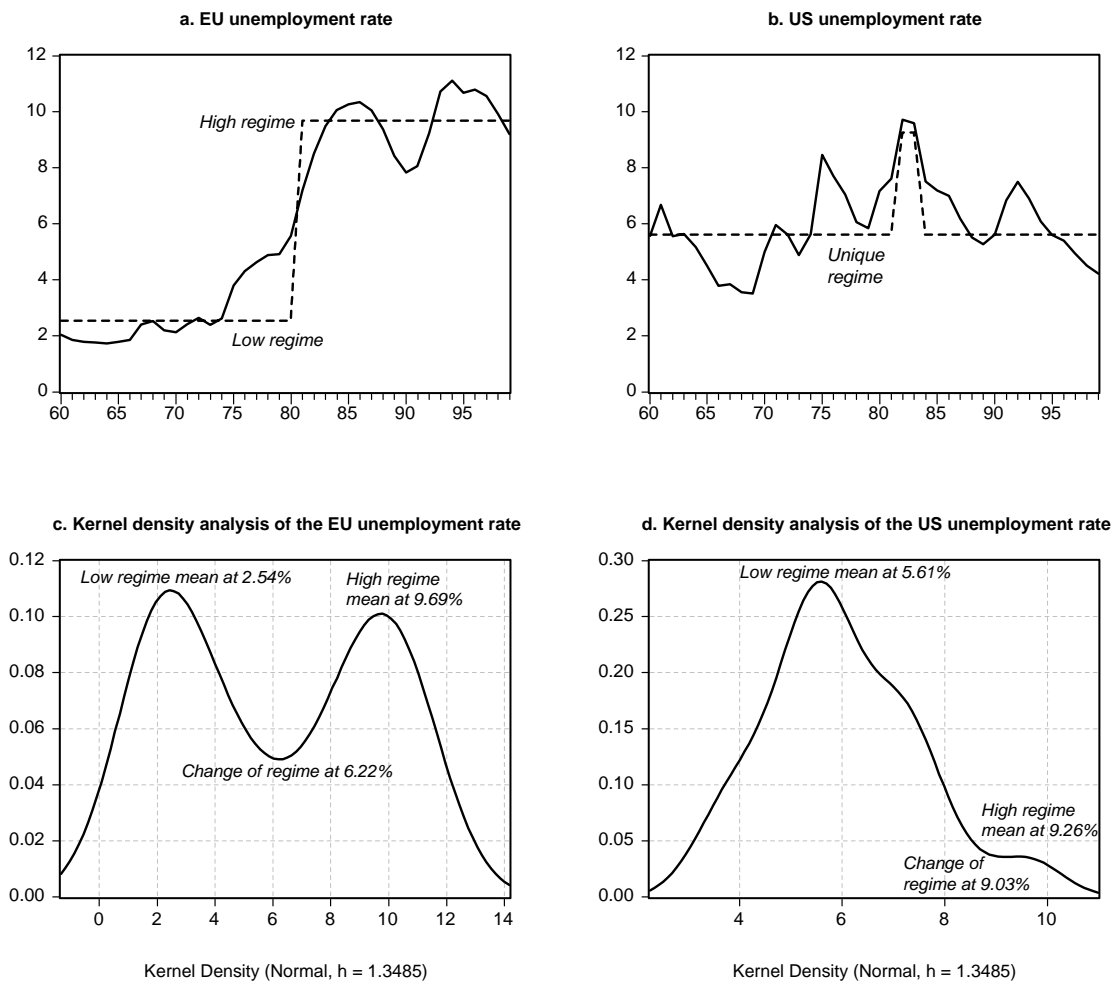 a. EU unemployment rate
12
10
8
6
4
2
0
High regime
Low regime
60 65 70 75 80 85 90 95
b. US unemployment rate
12
10
8
6
4
2
0
Unique
regime
60 65 70 75 80 85 90 95
c. Kernel density analysis of the EU unemployment rate
0.12
0.10
0.08
0.06
0.04
0.02
0.00
Low regime mean at 2.54%
High regime
mean at 9.69%
Change of regime at 6.22%
0 2 4 6 8 10 12 14
Kernel Density (Normal, h = 1.3485)
d. Kernel density analysis of the US unemployment rate
0.30
0.25
0.20
0.15
0.10
0.05
0.00
Low regime mean at 5.61%
High regime
mean at 9.26%
Change of
regime at 9.03%
4 6 8 10
Kernel Density (Normal, h = 1.3485)